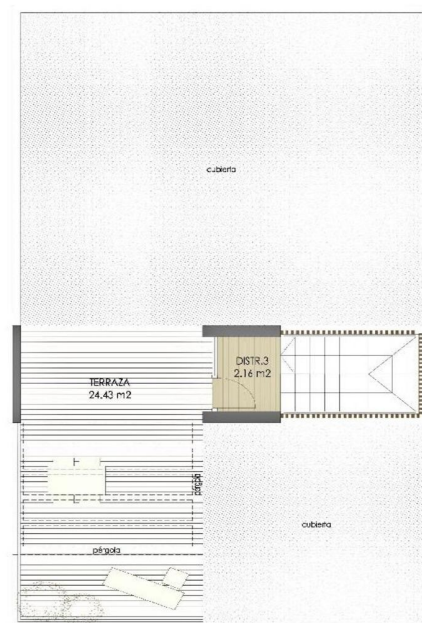 cubierta
DISTR.3
2.16 m2
TERRAZA
24.43 m2
pérgola
cubierta
pérgola